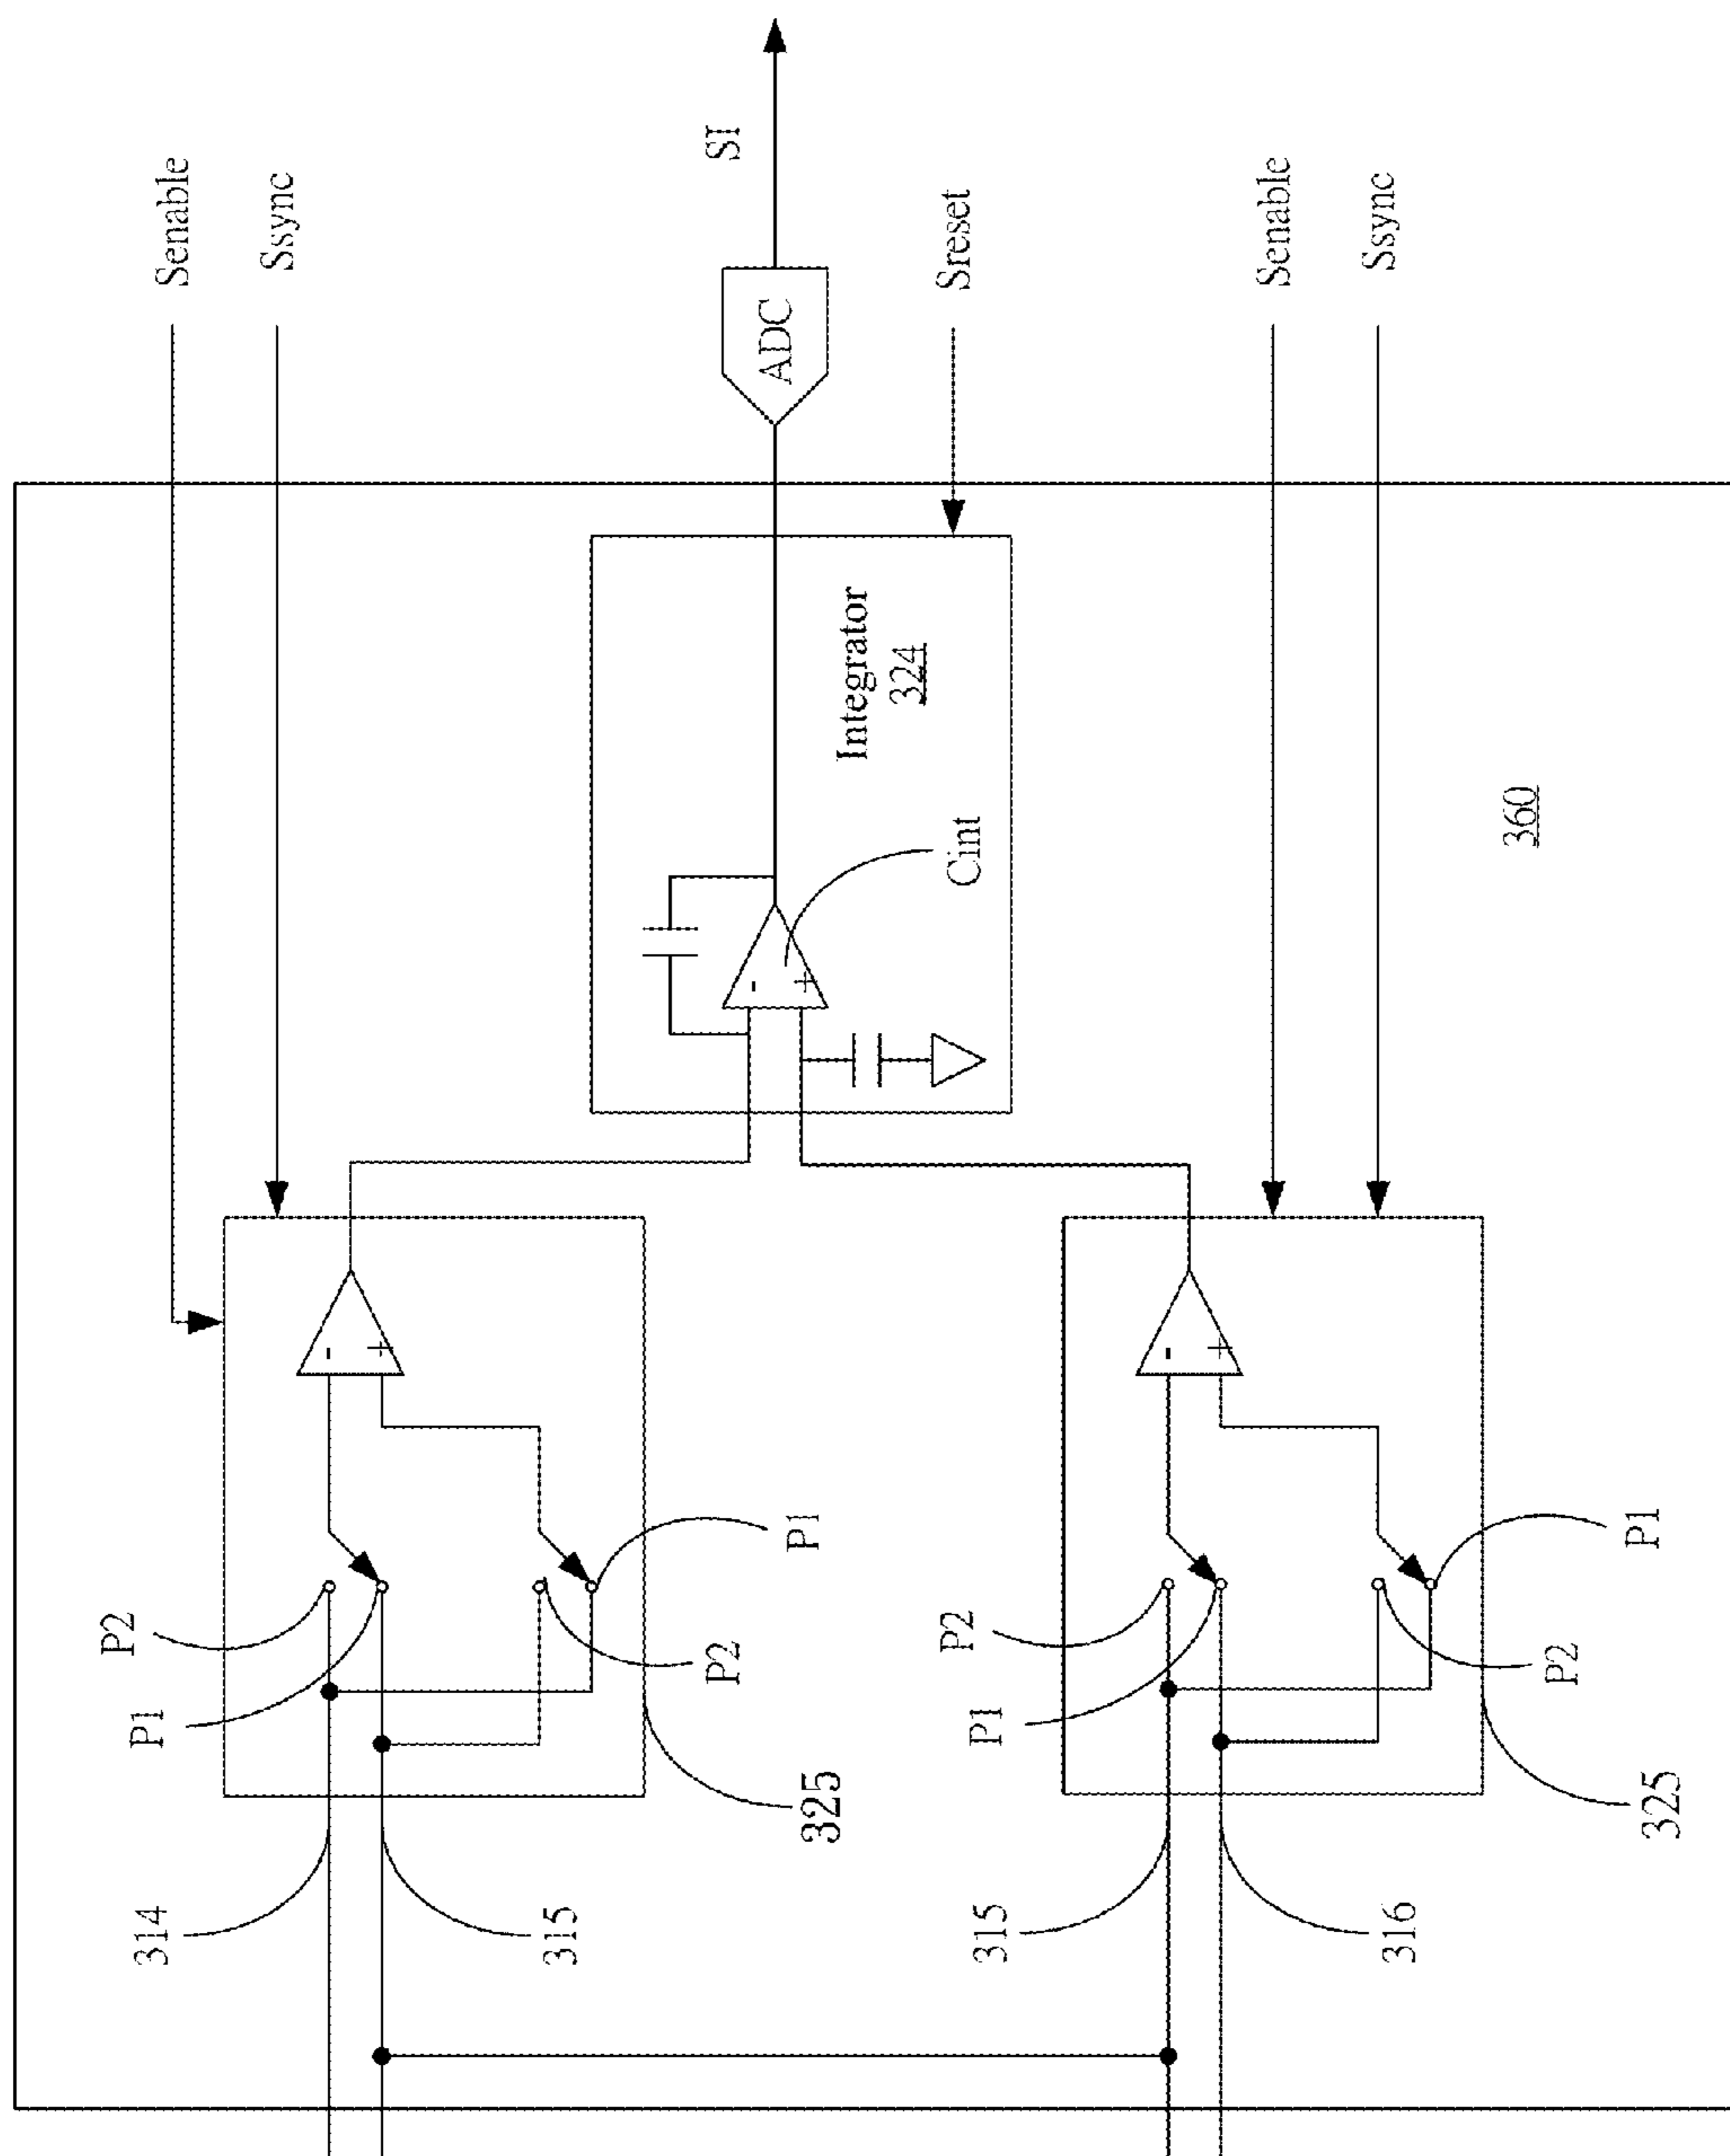 Senable
Ssync
SI
ADC
Sreset
Senable
Ssync
Integrator
324
Cint
360
-
+
-
+
-
+
P2
P1
P2
P1
325
314
315
P2
P1
P2
P1
325
315
316